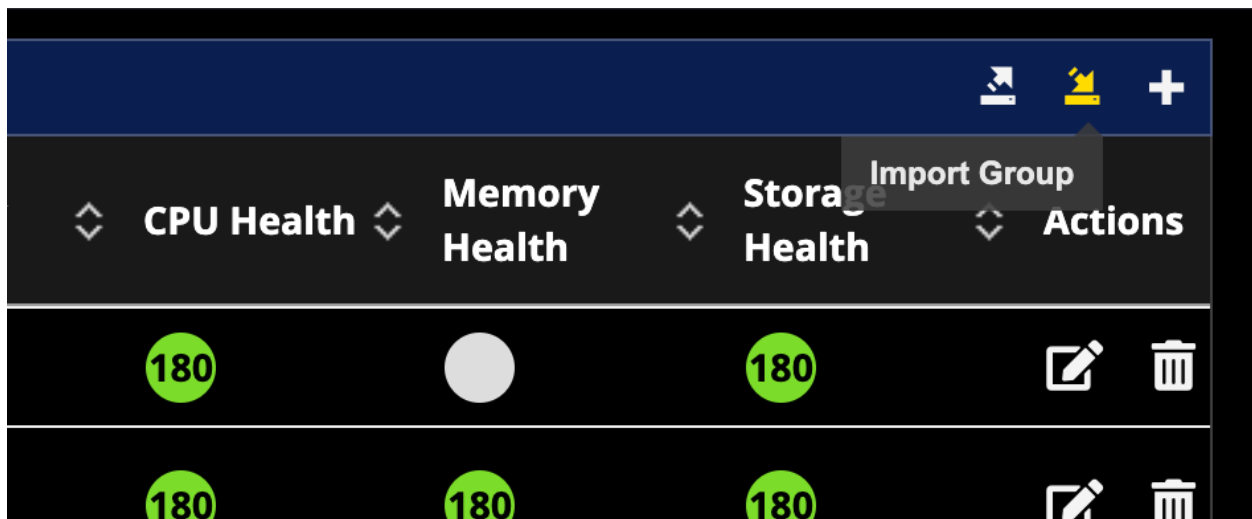 Import Group
CPU Health
Memory
Health
Storage
Health
Actions
180
180
180
180
180